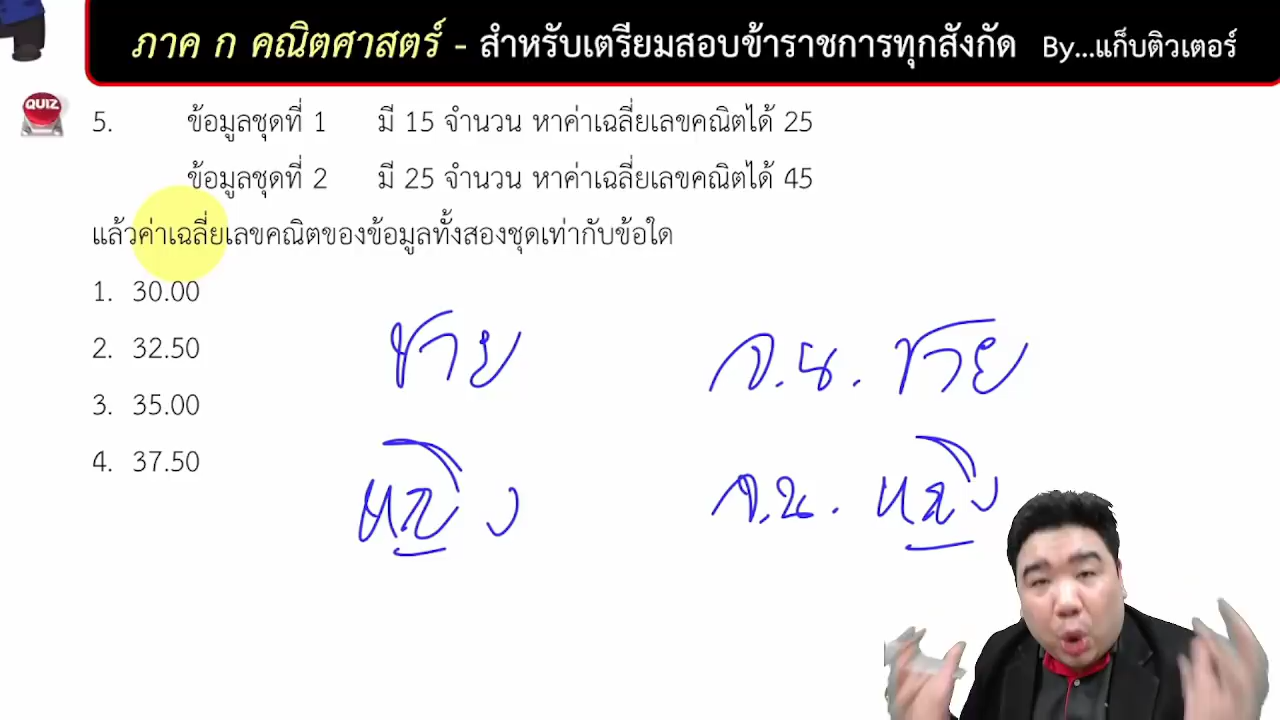 ภาค ก คณิตศาสตร์ - สำหรับเตรียมสอบข้าราชการทุกสังกัด By...แก็บติวเตอร์
QUIZ
5. ข้อมูลชุดที่ 1 มี 15 จำนวน หาค่าเฉลี่ยเลขคณิตได้ 25
ข้อมูลชุดที่ 2 มี 25 จำนวน หาค่าเฉลี่ยเลขคณิตได้ 45
แล้วค่าเฉลี่ยเลขคณิตของข้อมูลทั้งสองชุดเท่ากับข้อใด
1. 30.00
2. 32.50
3. 35.00
4. 37.50
ชาย จ.น. ชาย
หญิง จ.น. หญิง